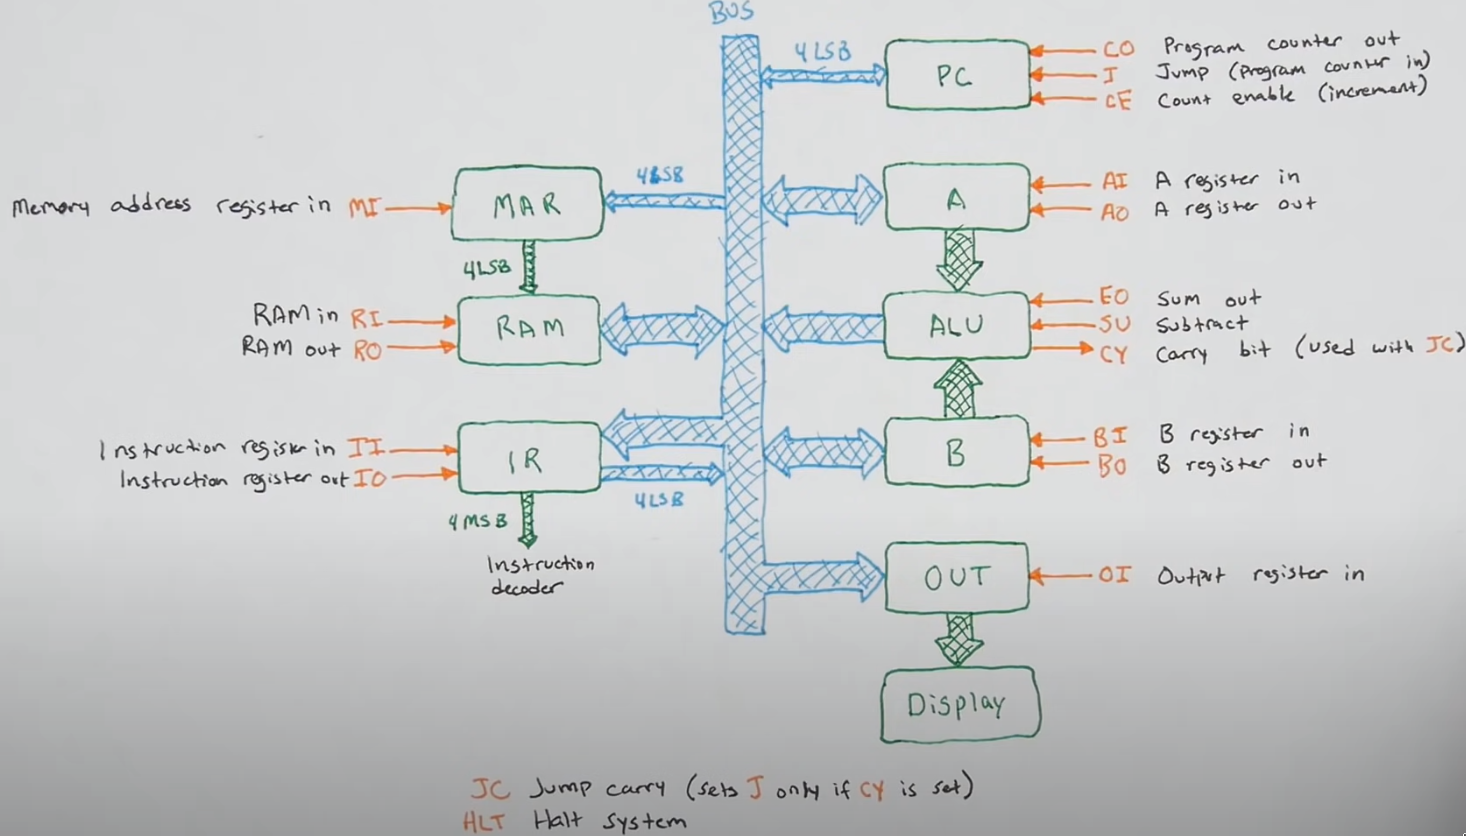 BUS
4LSB
PC
CO Program counter out
J Jump (Program counter in)
CE Count enable (increment)
Memory address register in MI
MAR
4LSB
A
AI A register in
AO A register out
4LSB
RAM in RI
RAM out RO
RAM
ALU
EO Sum out
SU Subtract
CY Carry bit (used with JC)
Instruction register in II
Instruction register out IO
IR
4LSB
4MSB
Instruction
decoder
B
BI B register in
BO B register out
OUT
OI Output register in
Display
JC Jump carry (sets J only if CY is set)
HLT Halt system